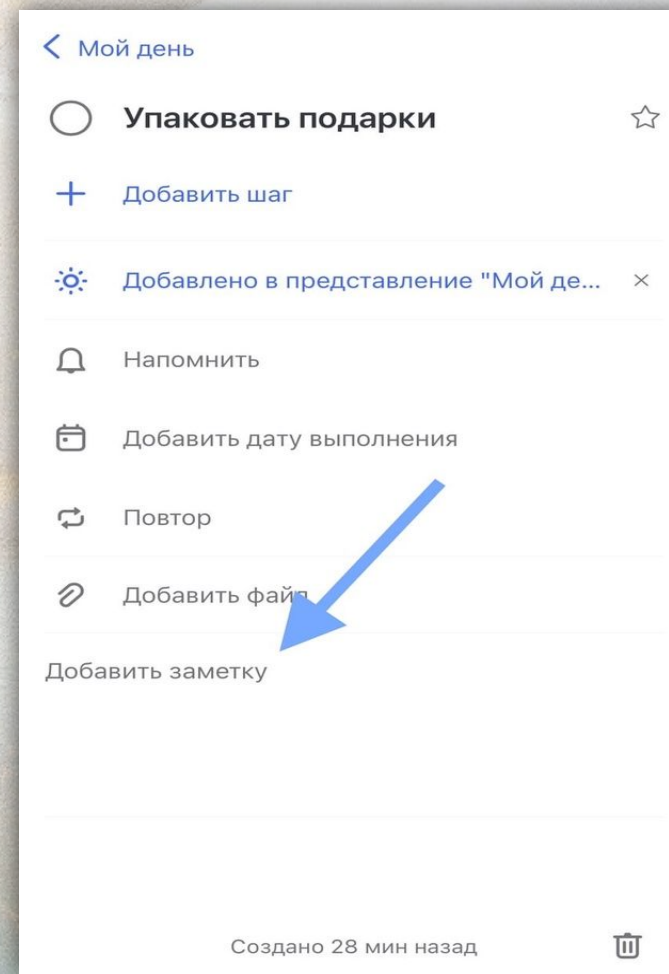 Мой день
Упаковать подарки
Добавить шаг
Добавлено в представление "Мой де...
Напомнить
Добавить дату выполнения
Повтор
Добавить файл
Добавить заметку
Создано 28 мин назад